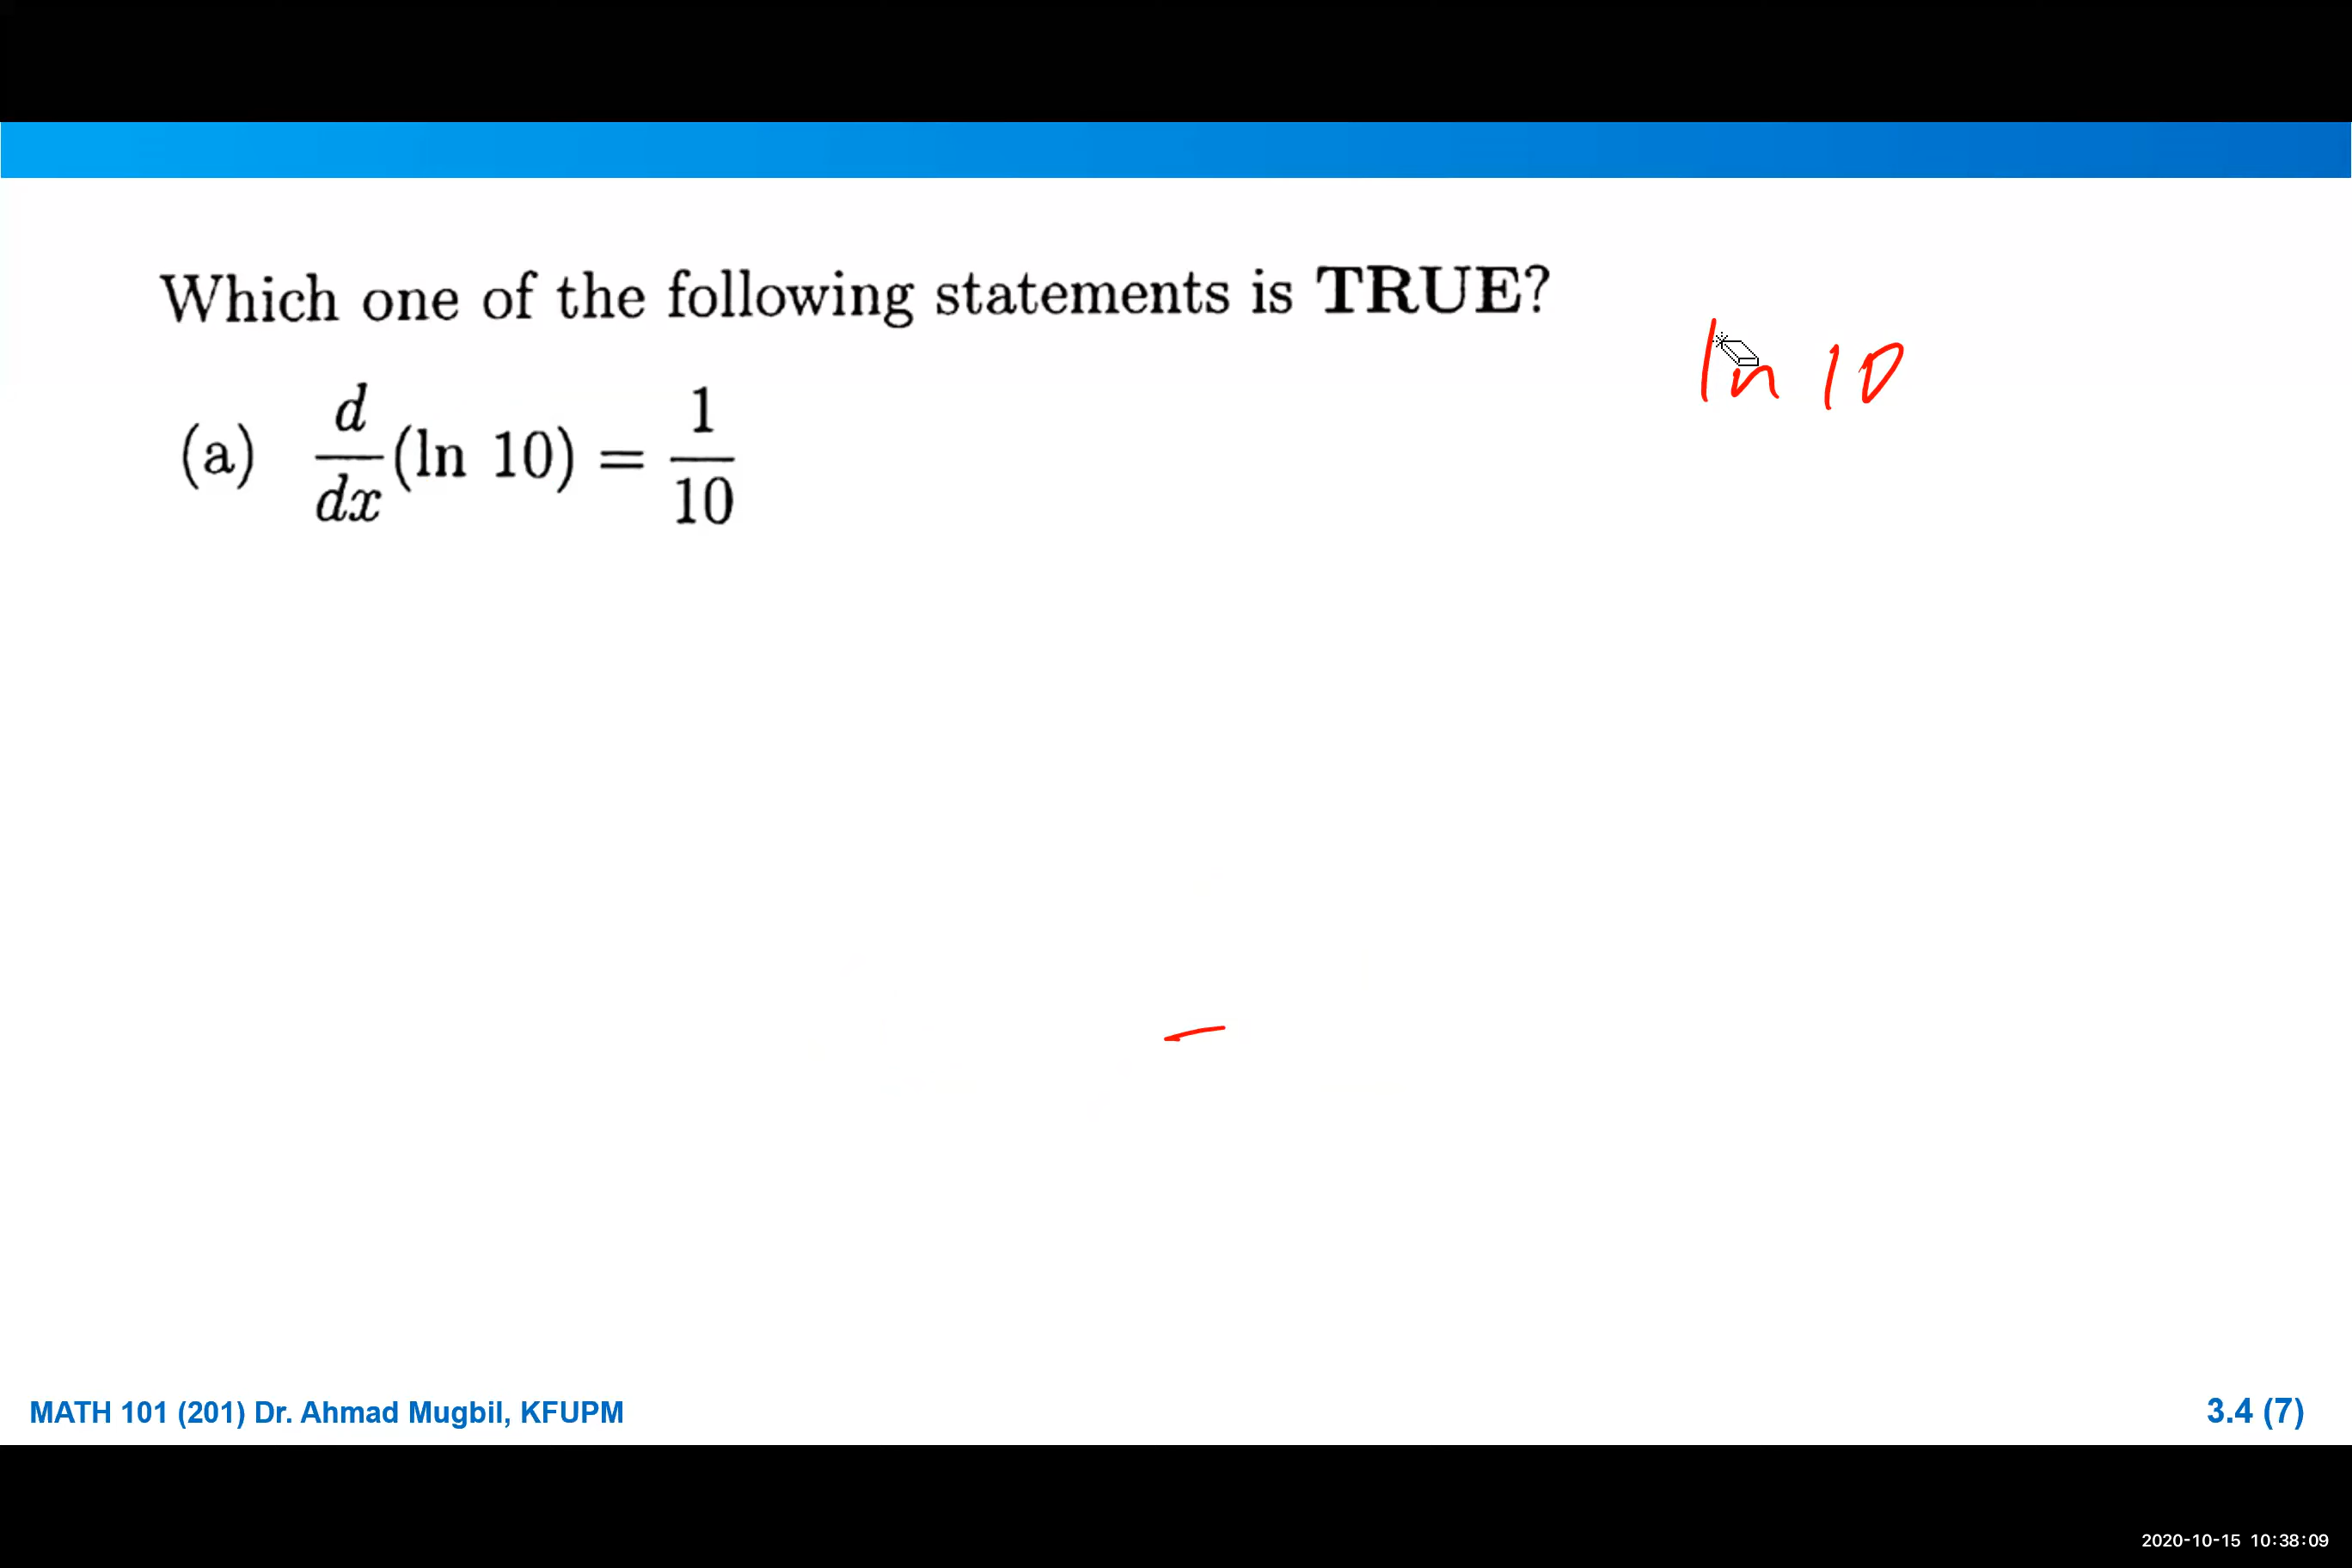 Which one of the following statements is TRUE?
ln 10
(a) d/dx (ln 10) = 1/10
MATH 101 (201) Dr. Ahmad Mugbil, KFUPM
3.4 (7)
2020-10-15 10:38:09